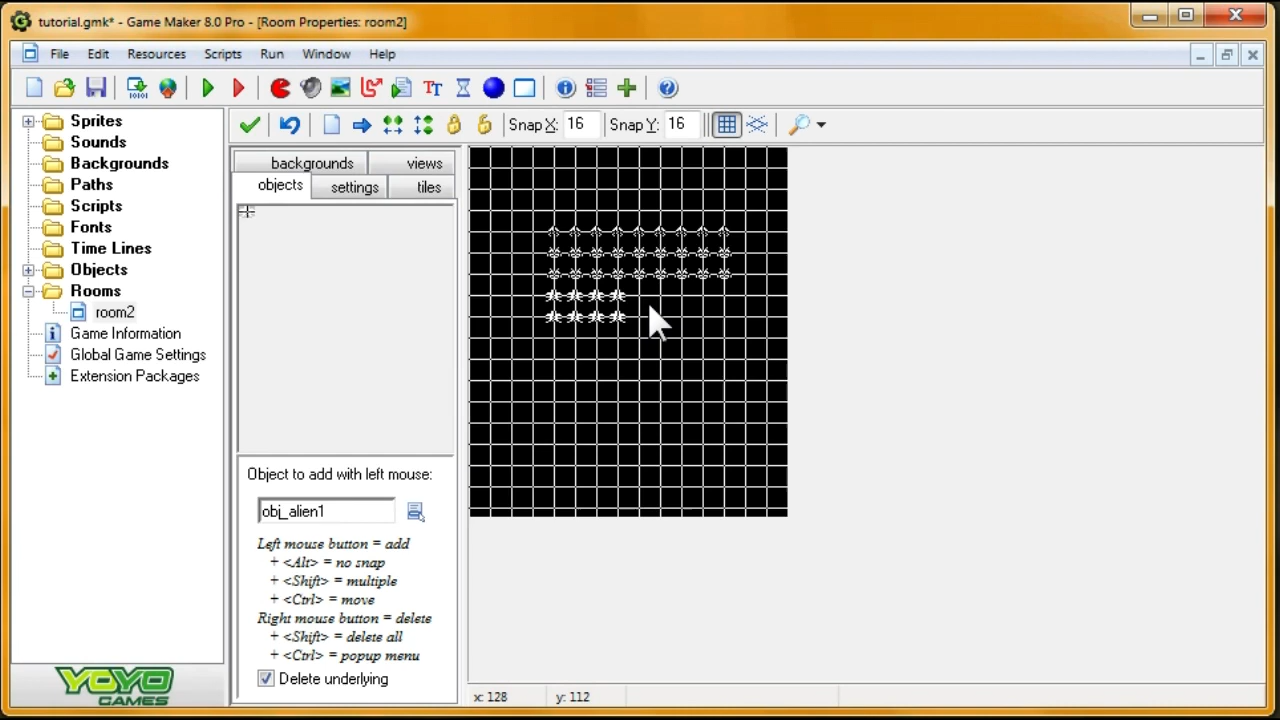 tutorial.gmk* - Game Maker 8.0 Pro - [Room Properties: room2]
File Edit Resources Scripts Run Window Help
Snap X: 16 Snap Y: 16
Sprites
Sounds
Backgrounds
Paths
Scripts
Fonts
Time Lines
Objects
Rooms
room2
Game Information
Global Game Settings
Extension Packages
YOYO
GAMES
backgrounds views
objects settings tiles
Object to add with left mouse:
obj_alien1
Left mouse button = add
+ <Alt> = no snap
+ <Shift> = multiple
+ <Ctrl> = move
Right mouse button = delete
+ <Shift> = delete all
+ <Ctrl> = popup menu
Delete underlying
x: 128 y: 112